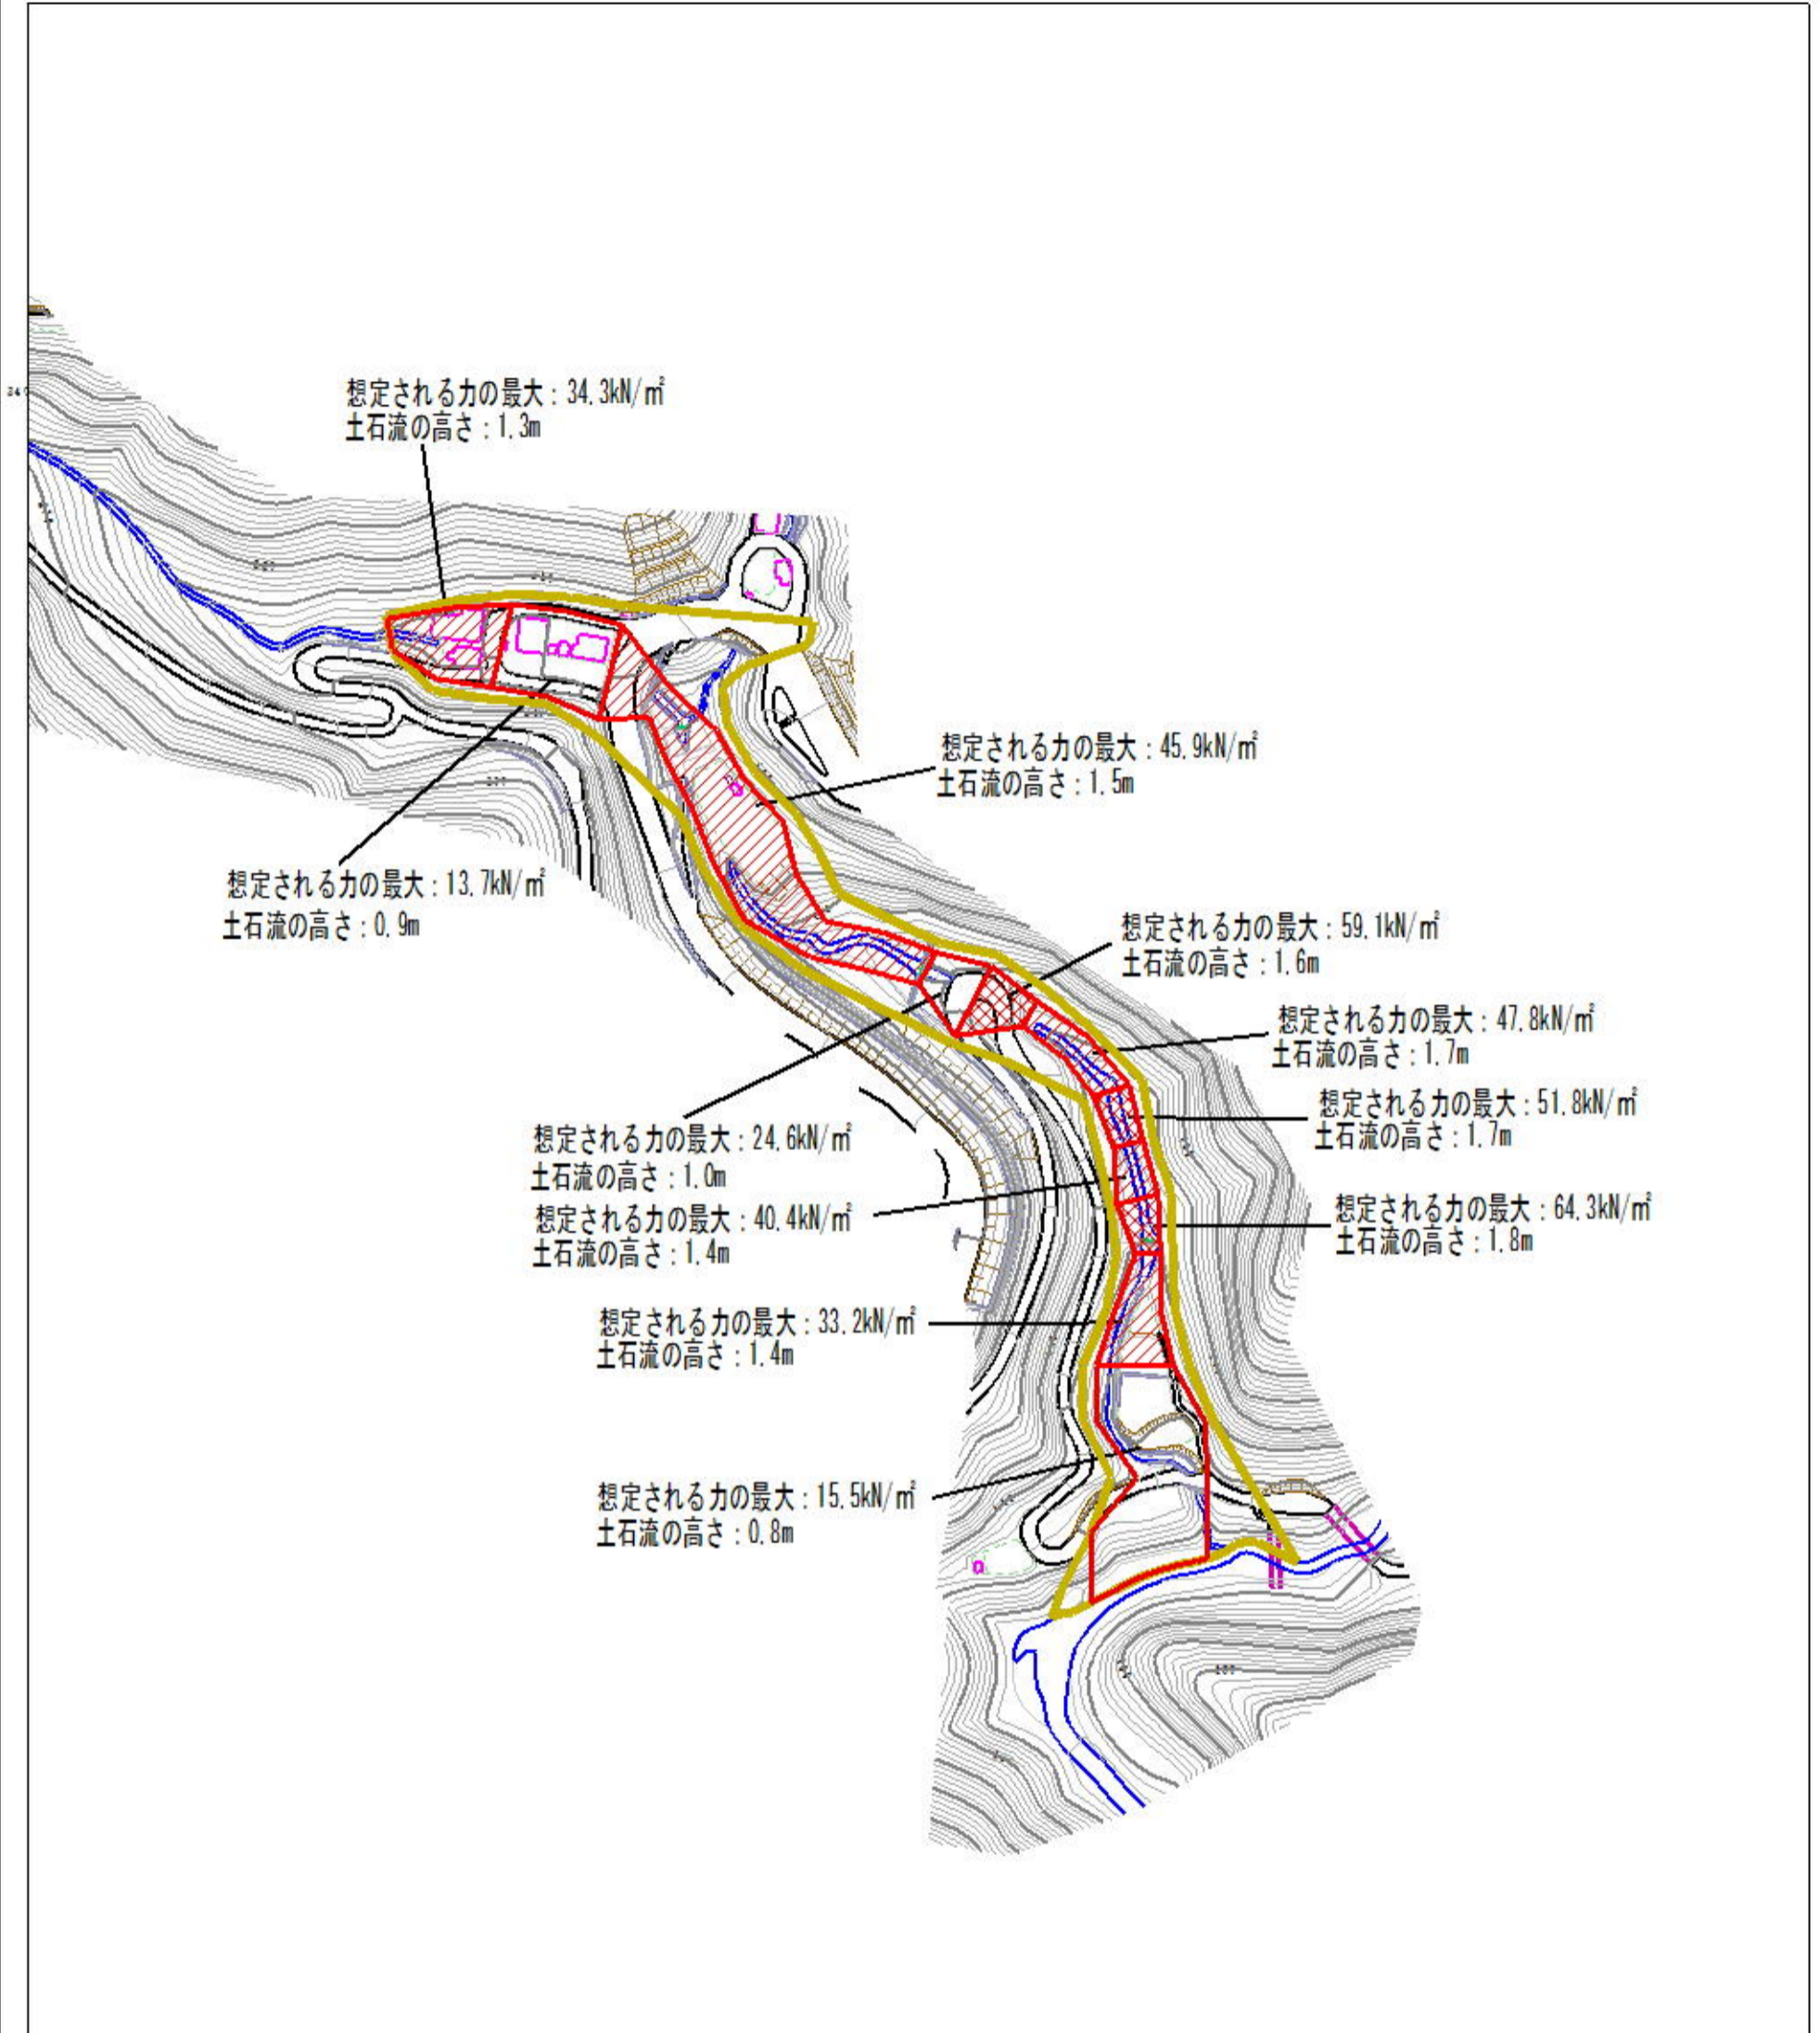 想定される力の最大：34.3kN/㎡
土石流の高さ：1.3m
想定される力の最大：45.9kN/㎡
土石流の高さ：1.5m
想定される力の最大：13.7kN/㎡
土石流の高さ：0.9m
想定される力の最大：59.1kN/㎡
土石流の高さ：1.6m
想定される力の最大：47.8kN/㎡
土石流の高さ：1.7m
想定される力の最大：51.8kN/㎡
土石流の高さ：1.7m
想定される力の最大：24.6kN/㎡
土石流の高さ：1.0m
想定される力の最大：40.4kN/㎡
土石流の高さ：1.4m
想定される力の最大：64.3kN/㎡
土石流の高さ：1.8m
想定される力の最大：33.2kN/㎡
土石流の高さ：1.4m
想定される力の最大：15.5kN/㎡
土石流の高さ：0.8m